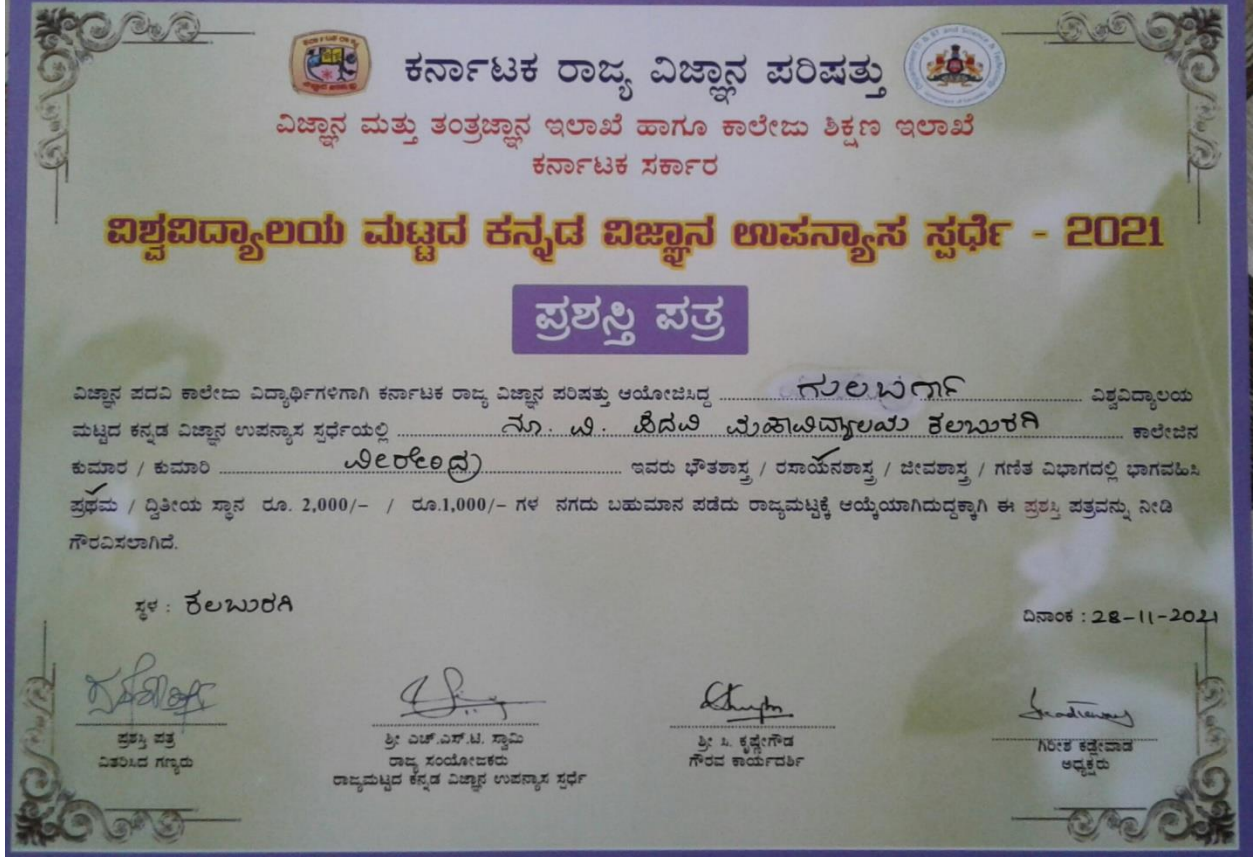 ಕರ್ನಾಟಕ ರಾಜ್ಯ ವಿಜ್ಞಾನ ಪರಿಷತ್ತು
ವಿಜ್ಞಾನ ಮತ್ತು ತಂತ್ರಜ್ಞಾನ ಇಲಾಖೆ ಹಾಗೂ ಕಾಲೇಜು ಶಿಕ್ಷಣ ಇಲಾಖೆ
ಕರ್ನಾಟಕ ಸರ್ಕಾರ
ವಿಶ್ವವಿದ್ಯಾಲಯ ಮಟ್ಟದ ಕನ್ನಡ ವಿಜ್ಞಾನ ಉಪನ್ಯಾಸ ಸ್ಪರ್ಧೆ - 2021
ಪ್ರಶಸ್ತಿ ಪತ್ರ
ವಿಜ್ಞಾನ ಪದವಿ ಕಾಲೇಜು ವಿದ್ಯಾರ್ಥಿಗಳಿಗಾಗಿ ಕರ್ನಾಟಕ ರಾಜ್ಯ ವಿಜ್ಞಾನ ಪರಿಷತ್ತು ಆಯೋಜಿಸಿದ್ದ ಗುಲಬರ್ಗಾ ವಿಶ್ವವಿದ್ಯಾಲಯ
ಮಟ್ಟದ ಕನ್ನಡ ವಿಜ್ಞಾನ ಉಪನ್ಯಾಸ ಸ್ಪರ್ಧೆಯಲ್ಲಿ ನೂ. ವಿ. ಪದವಿ ಮಹಾವಿದ್ಯಾಲಯ ಕಲಬುರಗಿ ಕಾಲೇಜಿನ
ಕುಮಾರ / ಕುಮಾರಿ ವೀರೇಂದ್ರ ಇವರು ಭೌತಶಾಸ್ತ್ರ / ರಸಾಯನಶಾಸ್ತ್ರ / ಜೀವಶಾಸ್ತ್ರ / ಗಣಿತ ವಿಭಾಗದಲ್ಲಿ ಭಾಗವಹಿಸಿ
ಪ್ರಥಮ / ದ್ವಿತೀಯ ಸ್ಥಾನ ರೂ. 2,000/- / ರೂ.1,000/- ಗಳ ನಗದು ಬಹುಮಾನ ಪಡೆದು ರಾಜ್ಯಮಟ್ಟಕ್ಕೆ ಆಯ್ಕೆಯಾಗಿದುದ್ದಕ್ಕಾಗಿ ಈ ಪ್ರಶಸ್ತಿ ಪತ್ರವನ್ನು ನೀಡಿ
ಗೌರವಿಸಲಾಗಿದೆ.
ಸ್ಥಳ : ಕಲಬುರಗಿ
ದಿನಾಂಕ : 28-11-2021
ಪ್ರಶಸ್ತಿ ಪತ್ರ
ವಿತರಿಸಿದ ಗಣ್ಯರು
ಶ್ರೀ ಎಚ್.ಎಸ್.ಟಿ. ಸ್ವಾಮಿ
ರಾಜ್ಯ ಸಂಯೋಜಕರು
ರಾಜ್ಯಮಟ್ಟದ ಕನ್ನಡ ವಿಜ್ಞಾನ ಉಪನ್ಯಾಸ ಸ್ಪರ್ಧೆ
ಶ್ರೀ ಸಿ. ಕೃಷ್ಣೇಗೌಡ
ಗೌರವ ಕಾರ್ಯದರ್ಶಿ
ಗಿರೀಶ ಕಡ್ಲೇವಾಡ
ಅಧ್ಯಕ್ಷರು